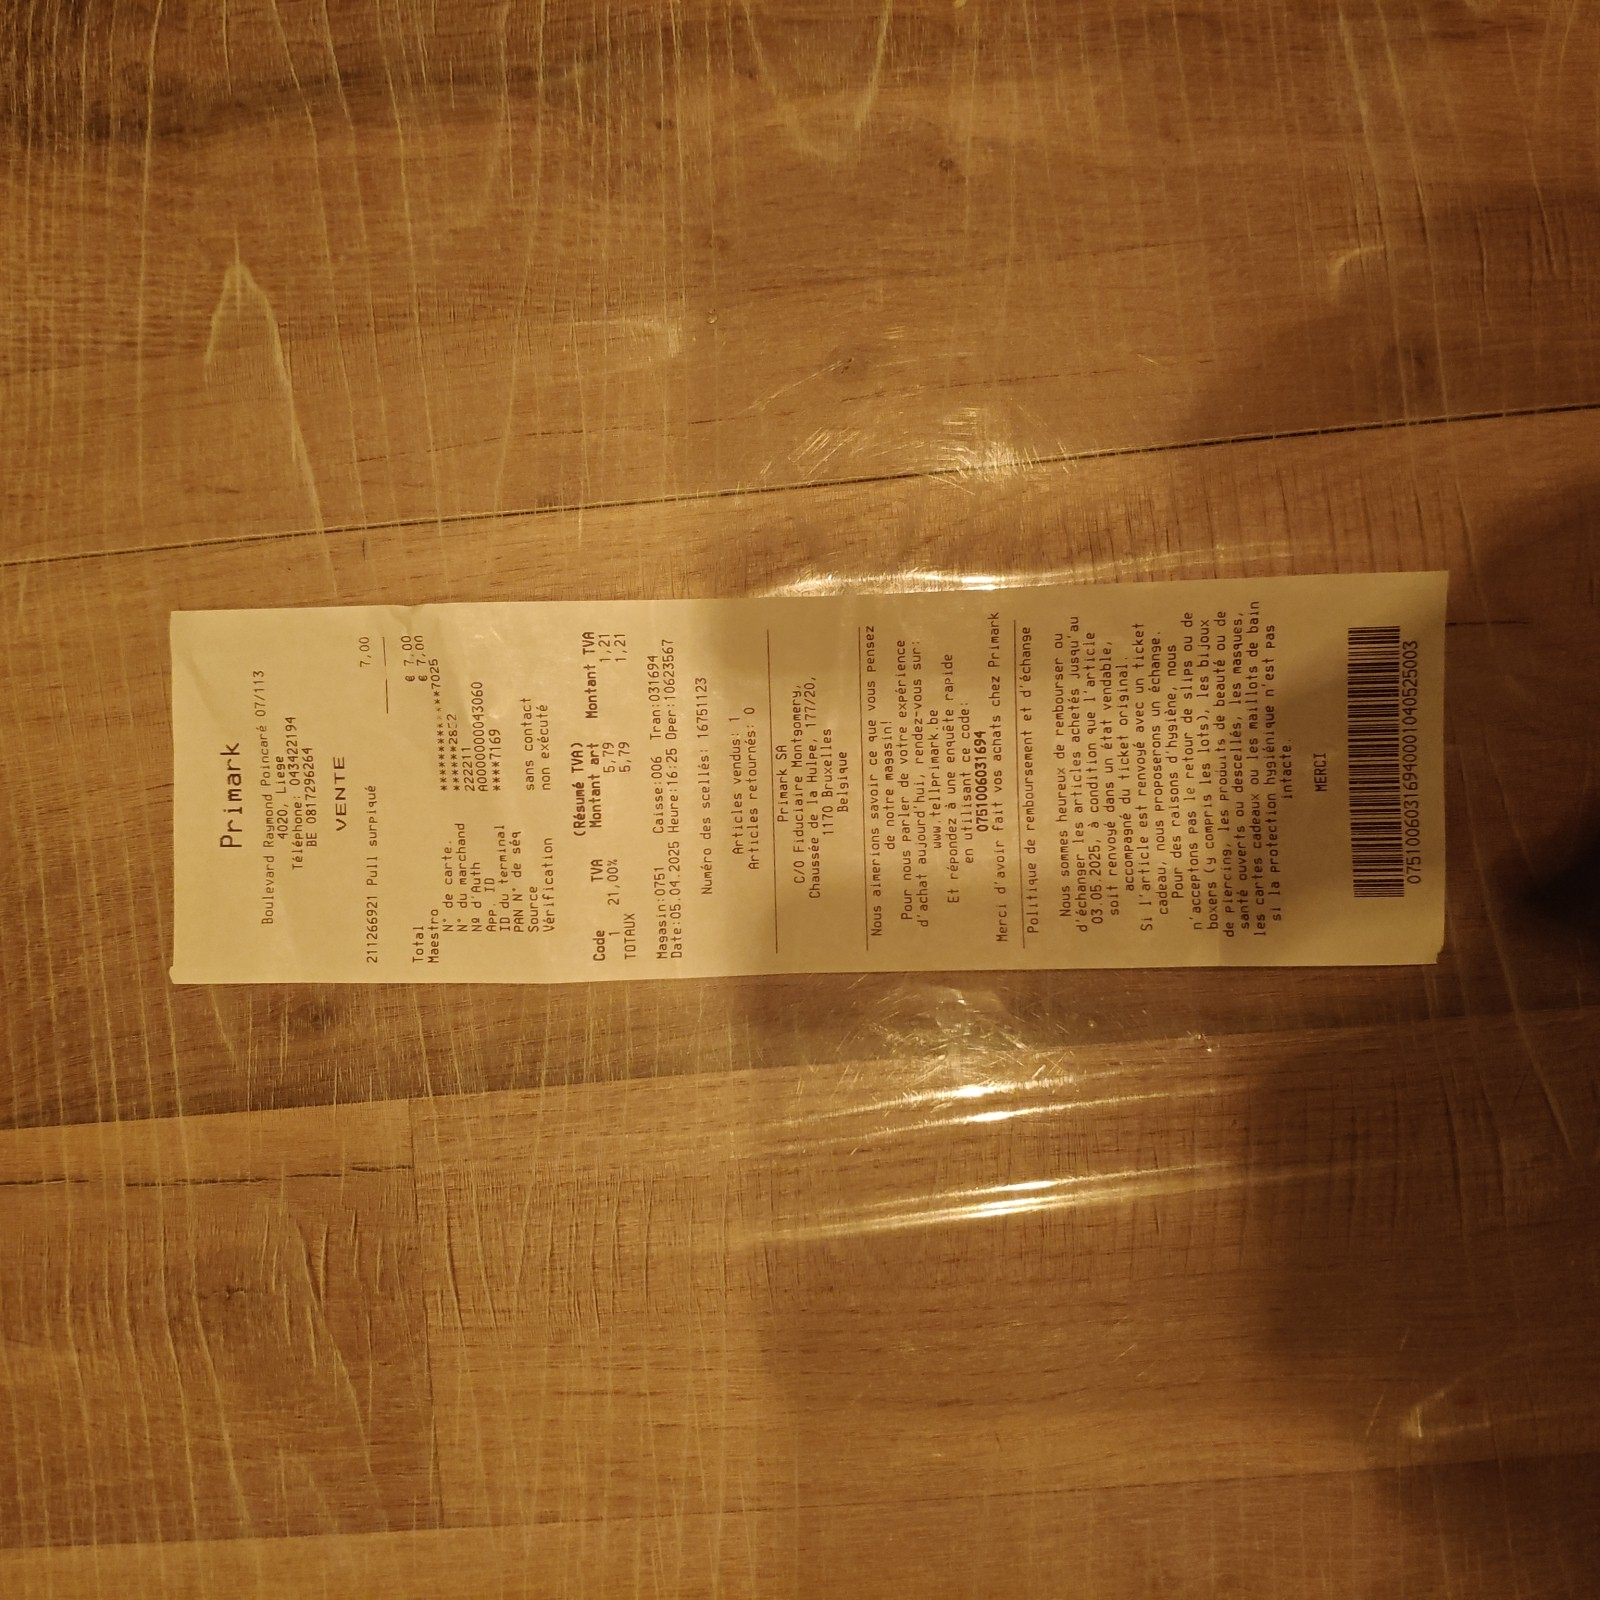 Primark
Boulevard Raymond Poincaré 07/113
4020, Liege
Téléphone: 043422194
BE 0817296264
VENTE
211266921 Pull surpiqué 7,00
Total € 7,00
Maestro € 7,00
N° de carte. ***************7025
N° du marchand
Nº d'Auth 222211
App. ID A0000000043060
ID du terminal ****7169
PAN N° de séq
Source sans contact
Vérification non exécuté
(Résumé TVA)
Code TVA Montant art Montant TVA
1 21,00% 5,79 1,21
TOTAUX 5,79 1,21
Magasin:0751 Caisse:006 Tran:031694
Date:05.04.2025 Heure:16:25 Oper:10623567
Numéro des scellés: 16751123
Articles vendus: 1
Articles retournés: 0
Primark SA
C/O Fiduciaire Montgomery,
Chaussée de la Hulpe, 177/20,
1170 Bruxelles
Belgique
Nous aimerions savoir ce que vous pensez
de notre magasin!
Pour nous parler de votre expérience
d'achat aujourd'hui, rendez-vous sur:
www.tellprimark.be
Et répondez à une enquête rapide
en utilisant ce code:
0751006031694
Merci d'avoir fait vos achats chez Primark
Politique de remboursement et d'échange
Nous sommes heureux de rembourser ou
d'échanger les articles achetés jusqu'au
03.05.2025, à condition que l'article
soit renvoyé dans un état vendable,
accompagné du ticket original.
Si l'article est renvoyé avec un ticket
cadeau, nous proposerons un échange.
Pour des raisons d'hygiène, nous
n'acceptons pas le retour de slips ou de
boxers (y compris les lots), les bijoux
de piercing, les produits de beauté ou de
santé ouverts ou descellés, les masques,
les cartes cadeaux ou les maillots de bain
si la protection hygiénique n'est pas
intacte.
MERCI
07510060316940001040525003